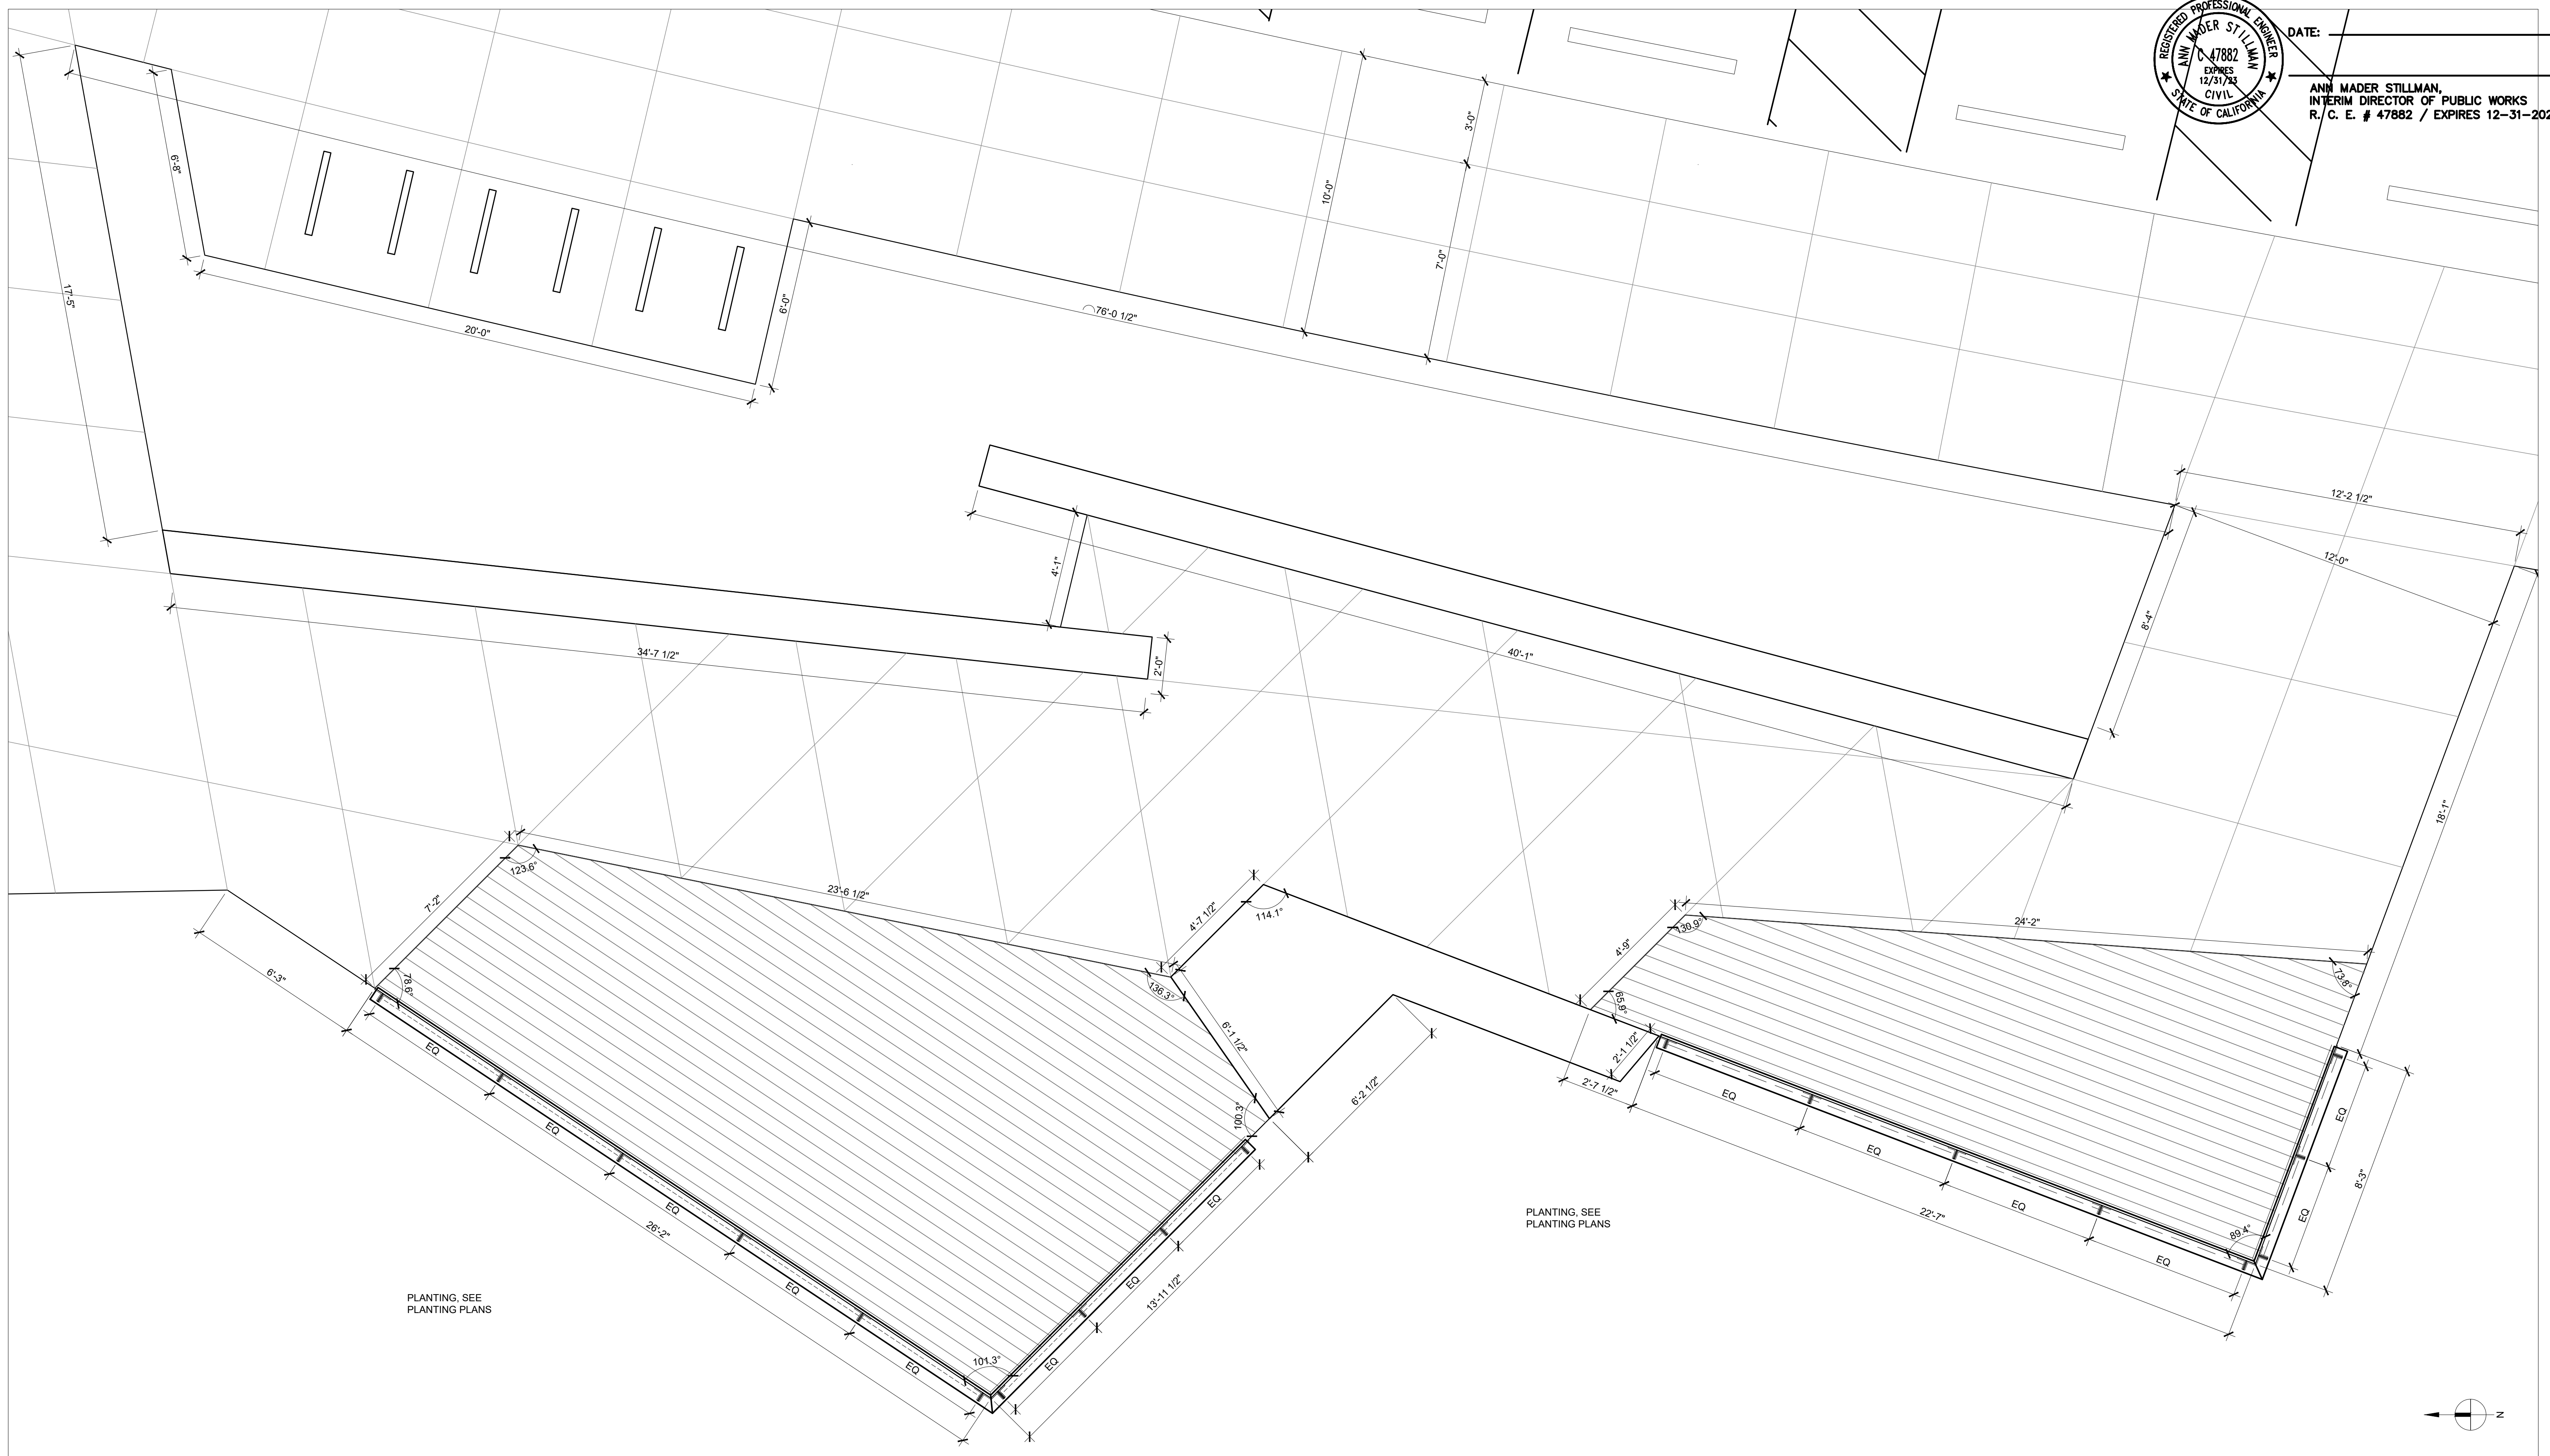 REGISTERED PROFESSIONAL ENGINEER
ANN MADER STILLMAN
C 47882
EXPIRES
12/31/23
CIVIL
STATE OF CALIFORNIA
DATE:
ANN MADER STILLMAN,
INTERIM DIRECTOR OF PUBLIC WORKS
R. C. E. # 47882 / EXPIRES 12-31-202
6'-8"
3'-0"
10'-0"
7'-0"
17'-5"
6'-0"
20'-0"
76'-0 1/2"
12'-2 1/2"
12'-0"
4'-1"
8'-4"
34'-7 1/2"
2'-0"
40'-1"
18'-1"
123.6°
23'-6 1/2"
7'-2"
4'-7 1/2"
114.1°
24'-2"
130.9°
4'-9"
6'-3"
78.6°
136.3°
73.8°
65.9°
6'-1 1/2"
2'-1 1/2"
2'-7 1/2"
6'-2 1/2"
100.3°
EQ
EQ
EQ
EQ
EQ
EQ
EQ
EQ
EQ
EQ
EQ
EQ
EQ
8'-3"
22'-7"
89.4°
26'-2"
13'-11 1/2"
PLANTING, SEE
PLANTING PLANS
PLANTING, SEE
PLANTING PLANS
101.3°
EQ
EQ
N